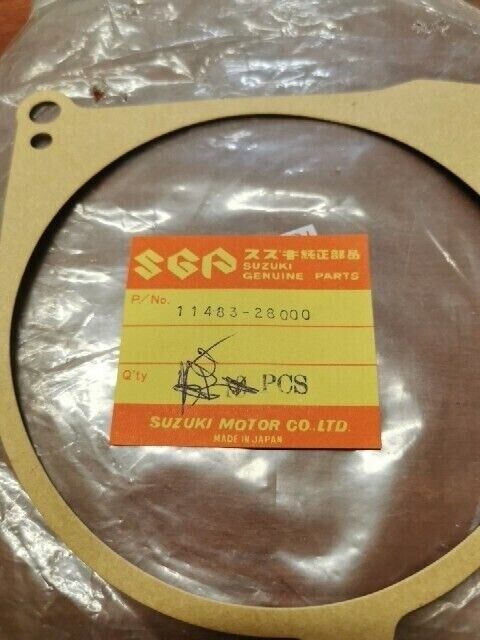 SGP スズキ純正部品
SUZUKI
GENUINE PARTS
P/No. 11483-28000
Q'ty PCS
SUZUKI MOTOR CO.,LTD.
MADE IN JAPAN